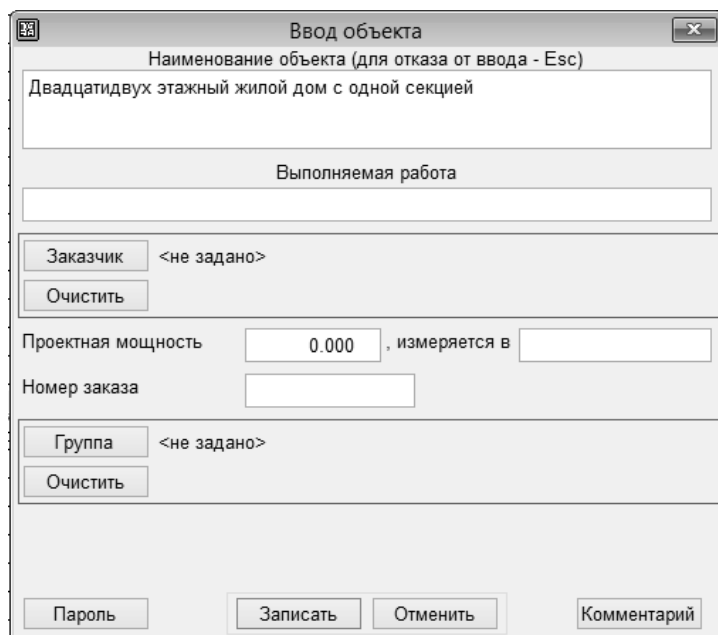 Ввод объекта
Наименование объекта (для отказа от ввода - Esc)
Двадцатидвух этажный жилой дом с одной секцией
Выполняемая работа
Заказчик <не задано>
Очистить
Проектная мощность 0.000 , измеряется в
Номер заказа
Группа <не задано>
Очистить
Пароль Записать Отменить Комментарий